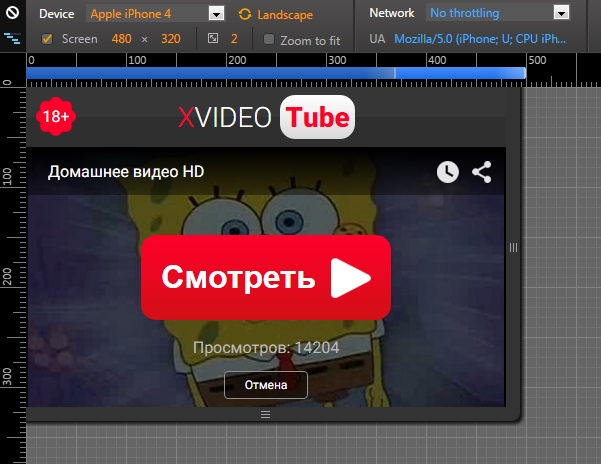 Device Apple iPhone 4 Landscape Network No throttling
Screen 480 × 320 2 Zoom to fit UA Mozilla/5.0 (iPhone; U; CPU iPh...
0 100 200 300 400 500
0
100
200
300
18+ XVIDEO Tube
Домашнее видео HD
Смотреть
Просмотров: 14204
Отмена